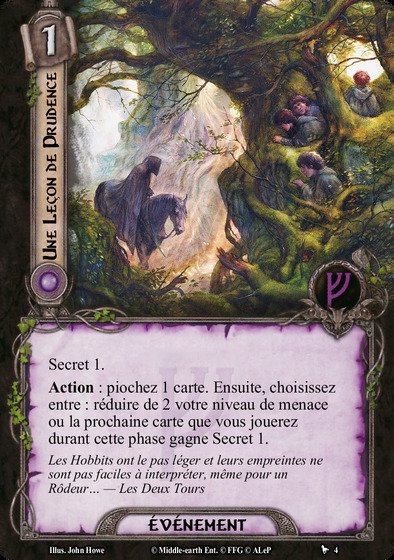 1
Une Leçon de Prudence
Secret 1.
Action : piochez 1 carte. Ensuite, choisissez
entre : réduire de 2 votre niveau de menace
ou la prochaine carte que vous jouerez
durant cette phase gagne Secret 1.
Les Hobbits ont le pas léger et leurs empreintes ne
sont pas faciles à interpréter, même pour un
Rôdeur… — Les Deux Tours
ÉVÉNEMENT
Illus. John Howe © Middle-earth Ent. © FFG © ALeP 4